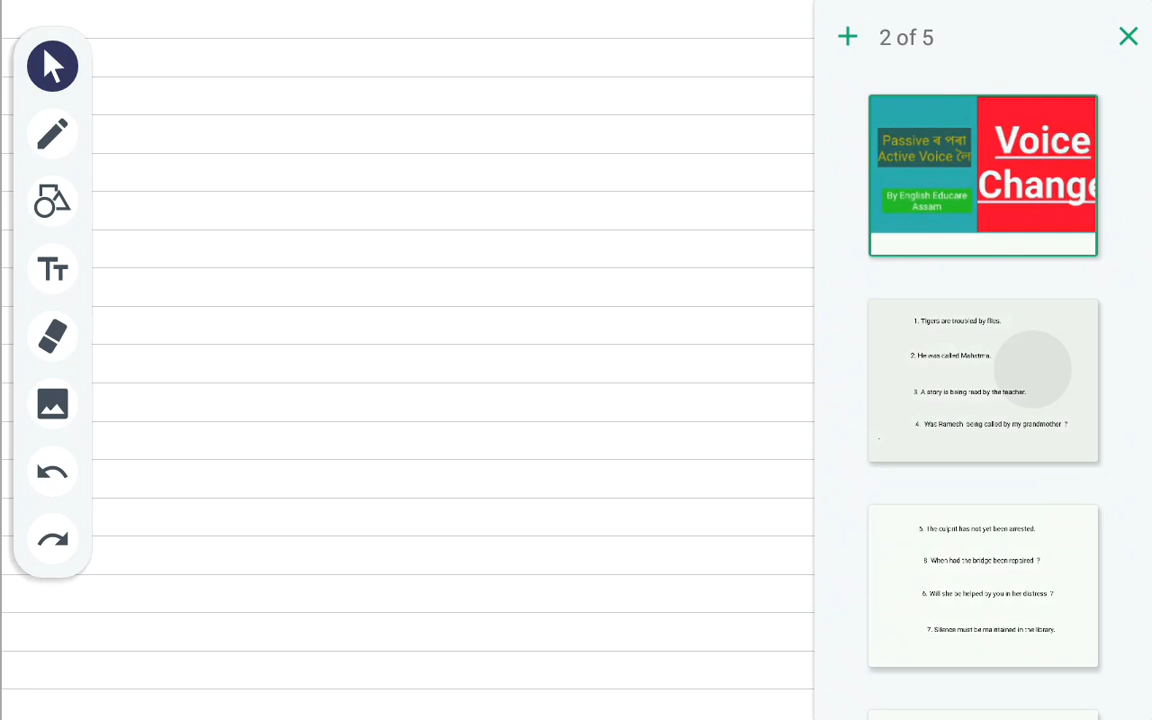 2 of 5
Passive ৰ পৰা
Active Voice লৈ
By English Educare
Assam
Voice
Change
1. Tigers are troubled by flies.
2. He was called Mahatma.
3. A story is being read by the teacher.
4. Was Ramesh being called by my grandmother ?
5. The culprit has not yet been arrested.
8. When had the bridge been repaired ?
6. Will she be helped by you in her distress ?
7. Silence must be maintained in the library.
TT